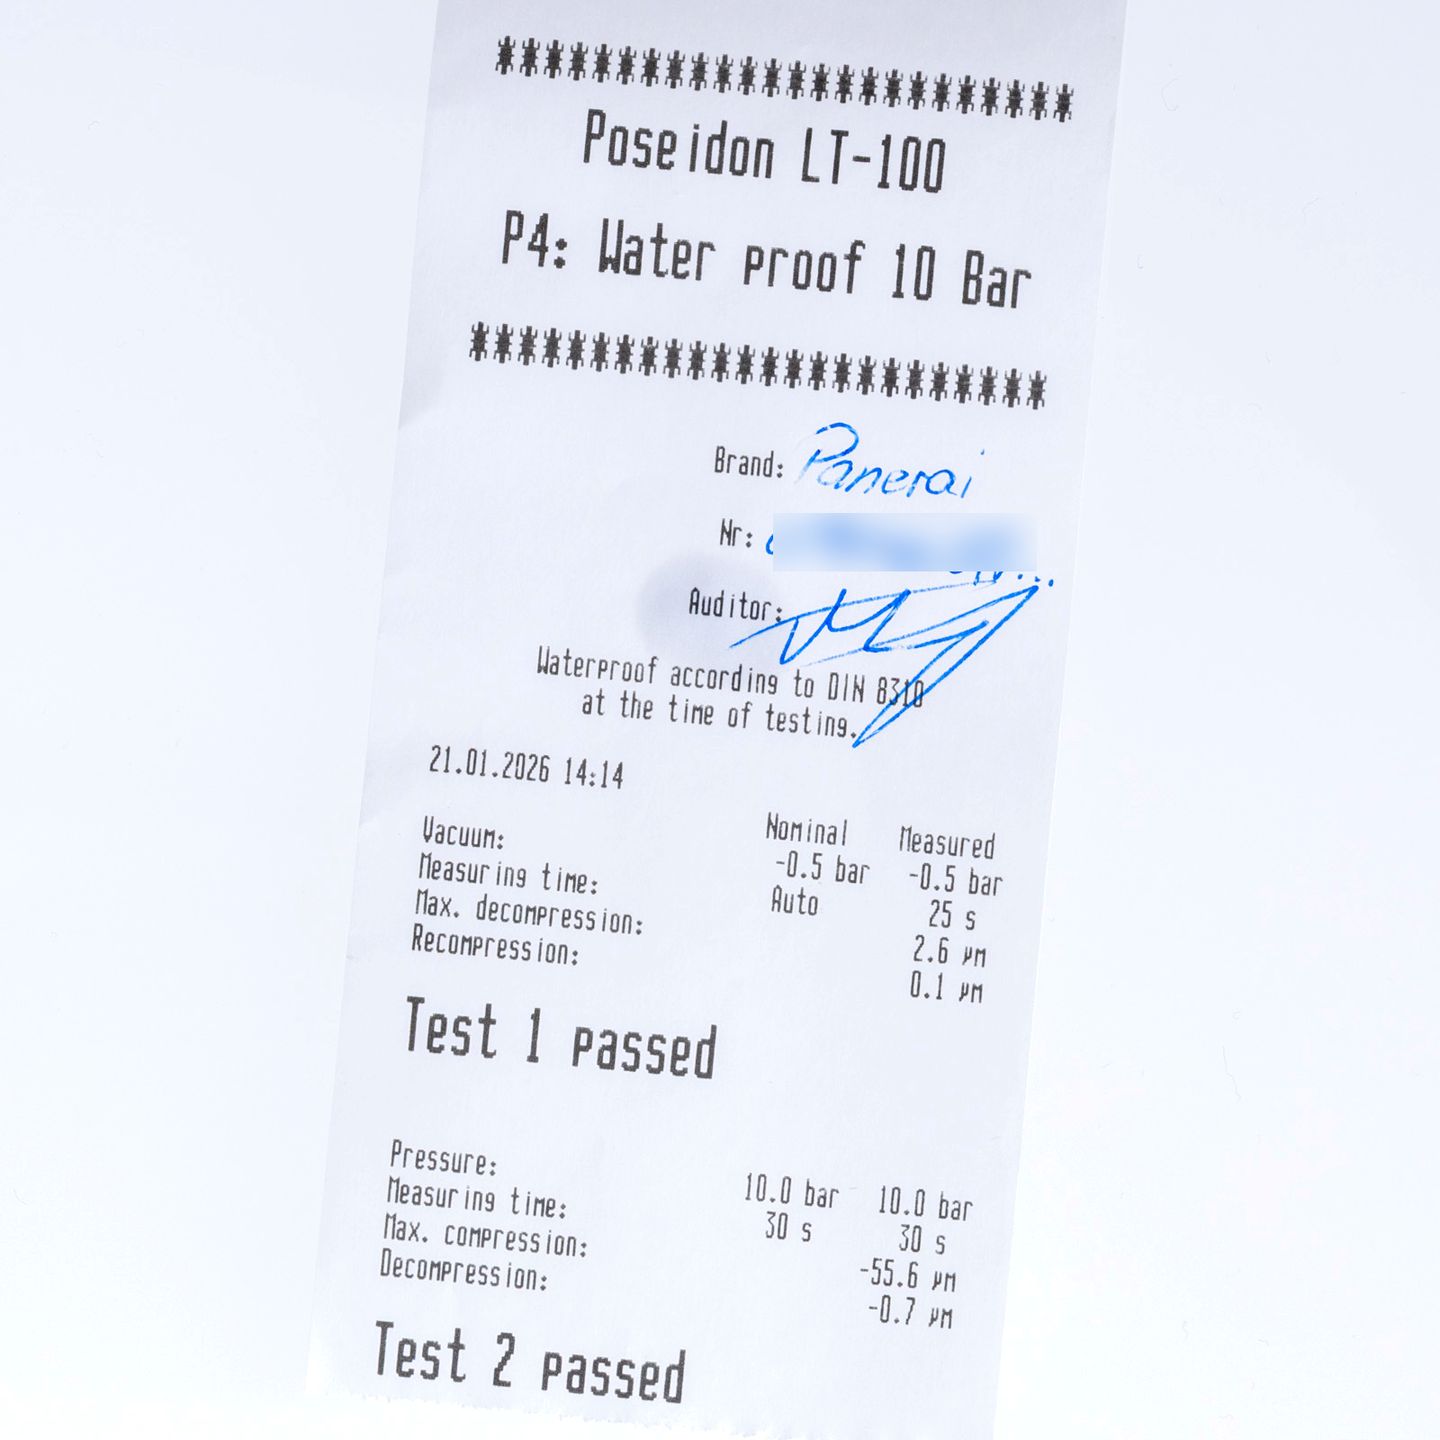 Poseidon LT-100
P4: Water proof 10 Bar
Brand: Panerai
Nr:
Auditor:
Waterproof according to DIN 8310
at the time of testing.
21.01.2026 14:14
Nominal Measured
Vacuum: -0.5 bar -0.5 bar
Measuring time: Auto 25 s
Max. decompression: 2.6 µm
Recompression: 0.1 µm
Test 1 passed
Pressure: 10.0 bar 10.0 bar
Measuring time: 30 s 30 s
Max. compression: -55.6 µm
Decompression: -0.7 µm
Test 2 passed